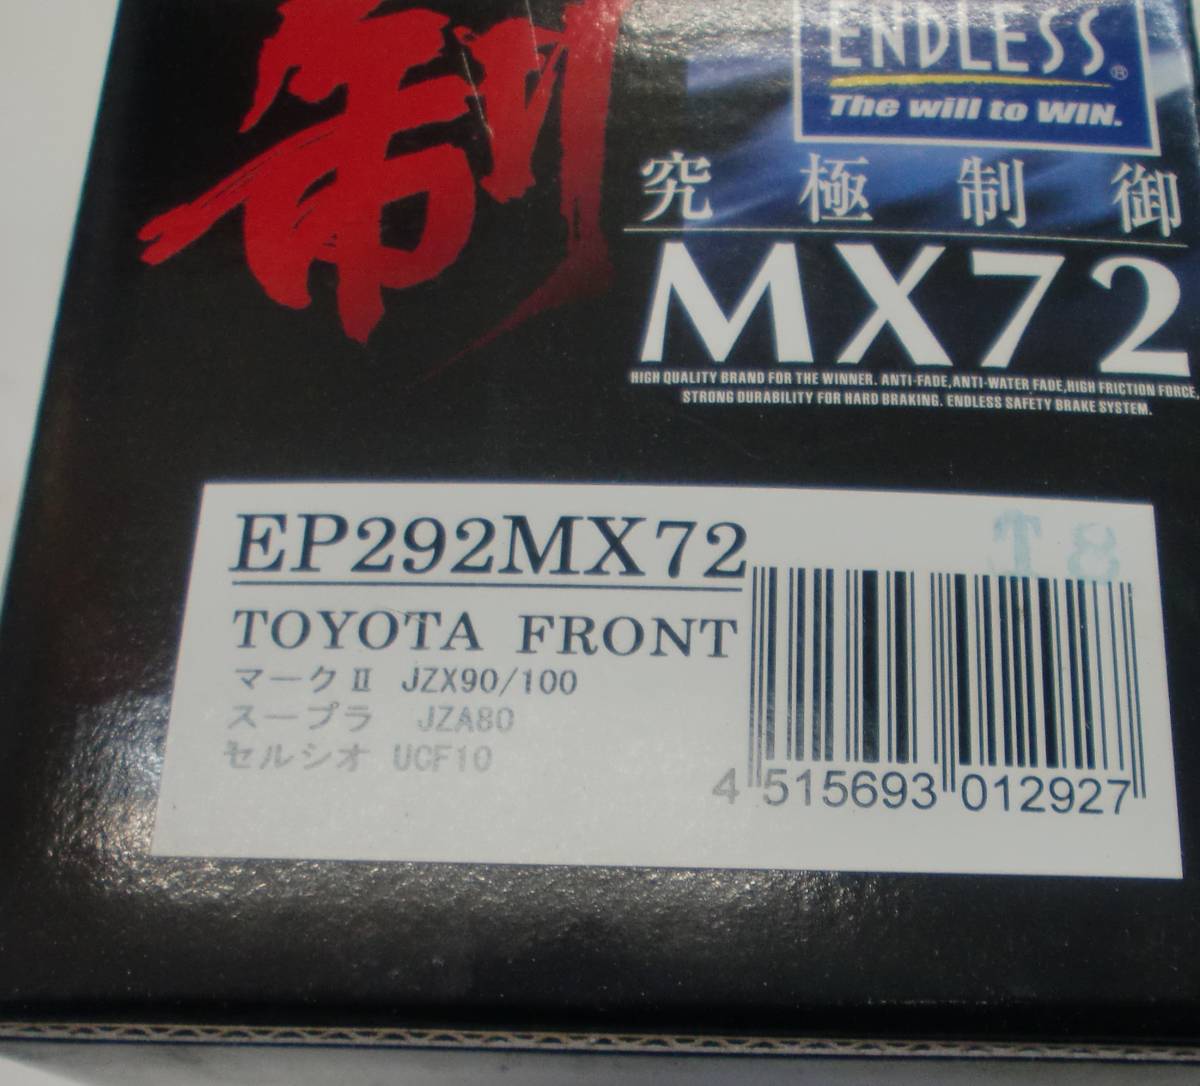 制
ENDLESS®
The will to WIN.
究極制御
MX72
HIGH QUALITY BRAND FOR THE WINNER. ANTI-FADE,ANTI-WATER FADE,HIGH FRICTION FORCE,
STRONG DURABILITY FOR HARD BRAKING. ENDLESS SAFETY BRAKE SYSTEM.
EP292MX72
T8
TOYOTA FRONT
マークⅡ JZX90/100
スープラ JZA80
セルシオ UCF10
4 515693 012927